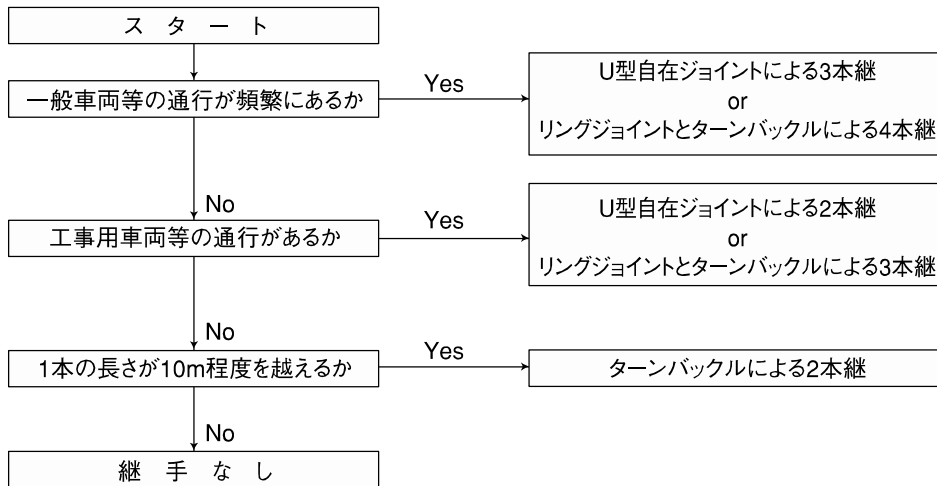 スタート
一般車両等の通行が頻繁にあるか
Yes
U型自在ジョイントによる3本継
or
リングジョイントとターンバックルによる4本継
No
工事用車両等の通行があるか
Yes
U型自在ジョイントによる2本継
or
リングジョイントとターンバックルによる3本継
No
1本の長さが10m程度を越えるか
Yes
ターンバックルによる2本継
No
継手なし